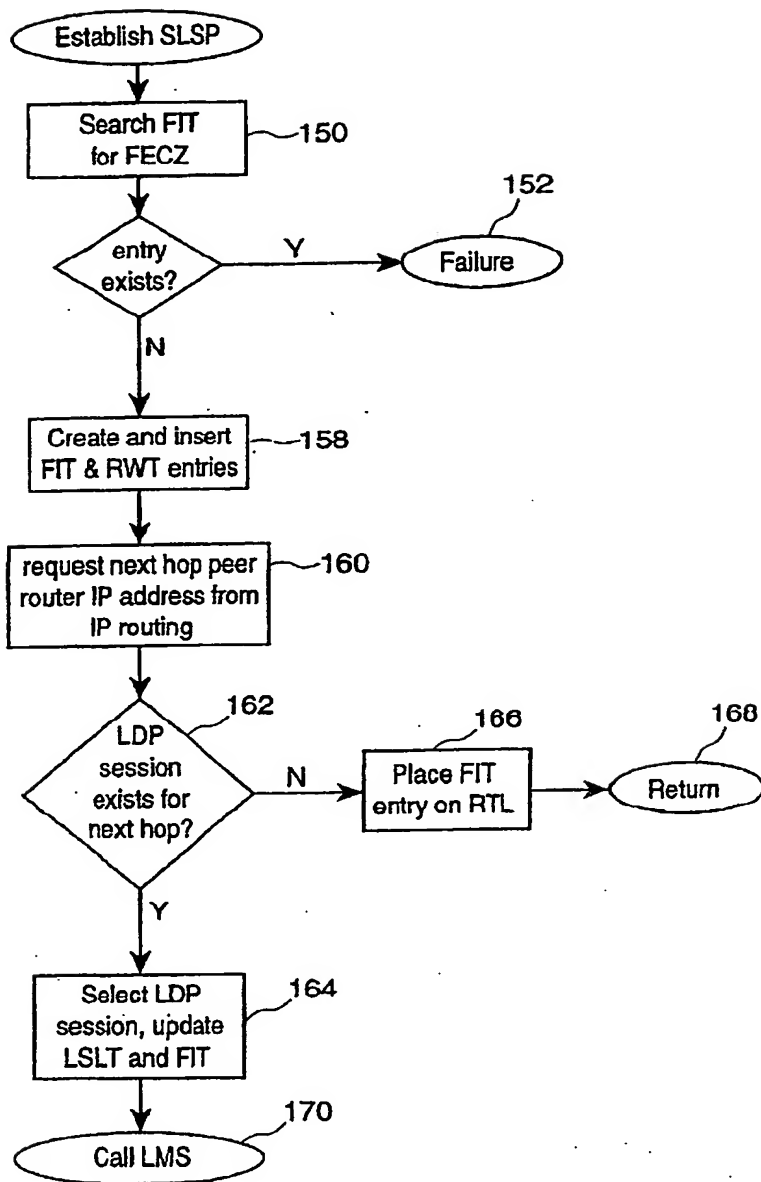 Establish SLSP
Search FIT
for FECZ
150
152
entry
exists?
Y
Failure
N
Create and insert
FIT & RWT entries
158
request next hop peer
router IP address from
IP routing
160
162
LDP
session
exists for
next hop?
N
166
Place FIT
entry on RTL
168
Return
Y
Select LDP
session, update
LSLT and FIT
164
170
Call LMS